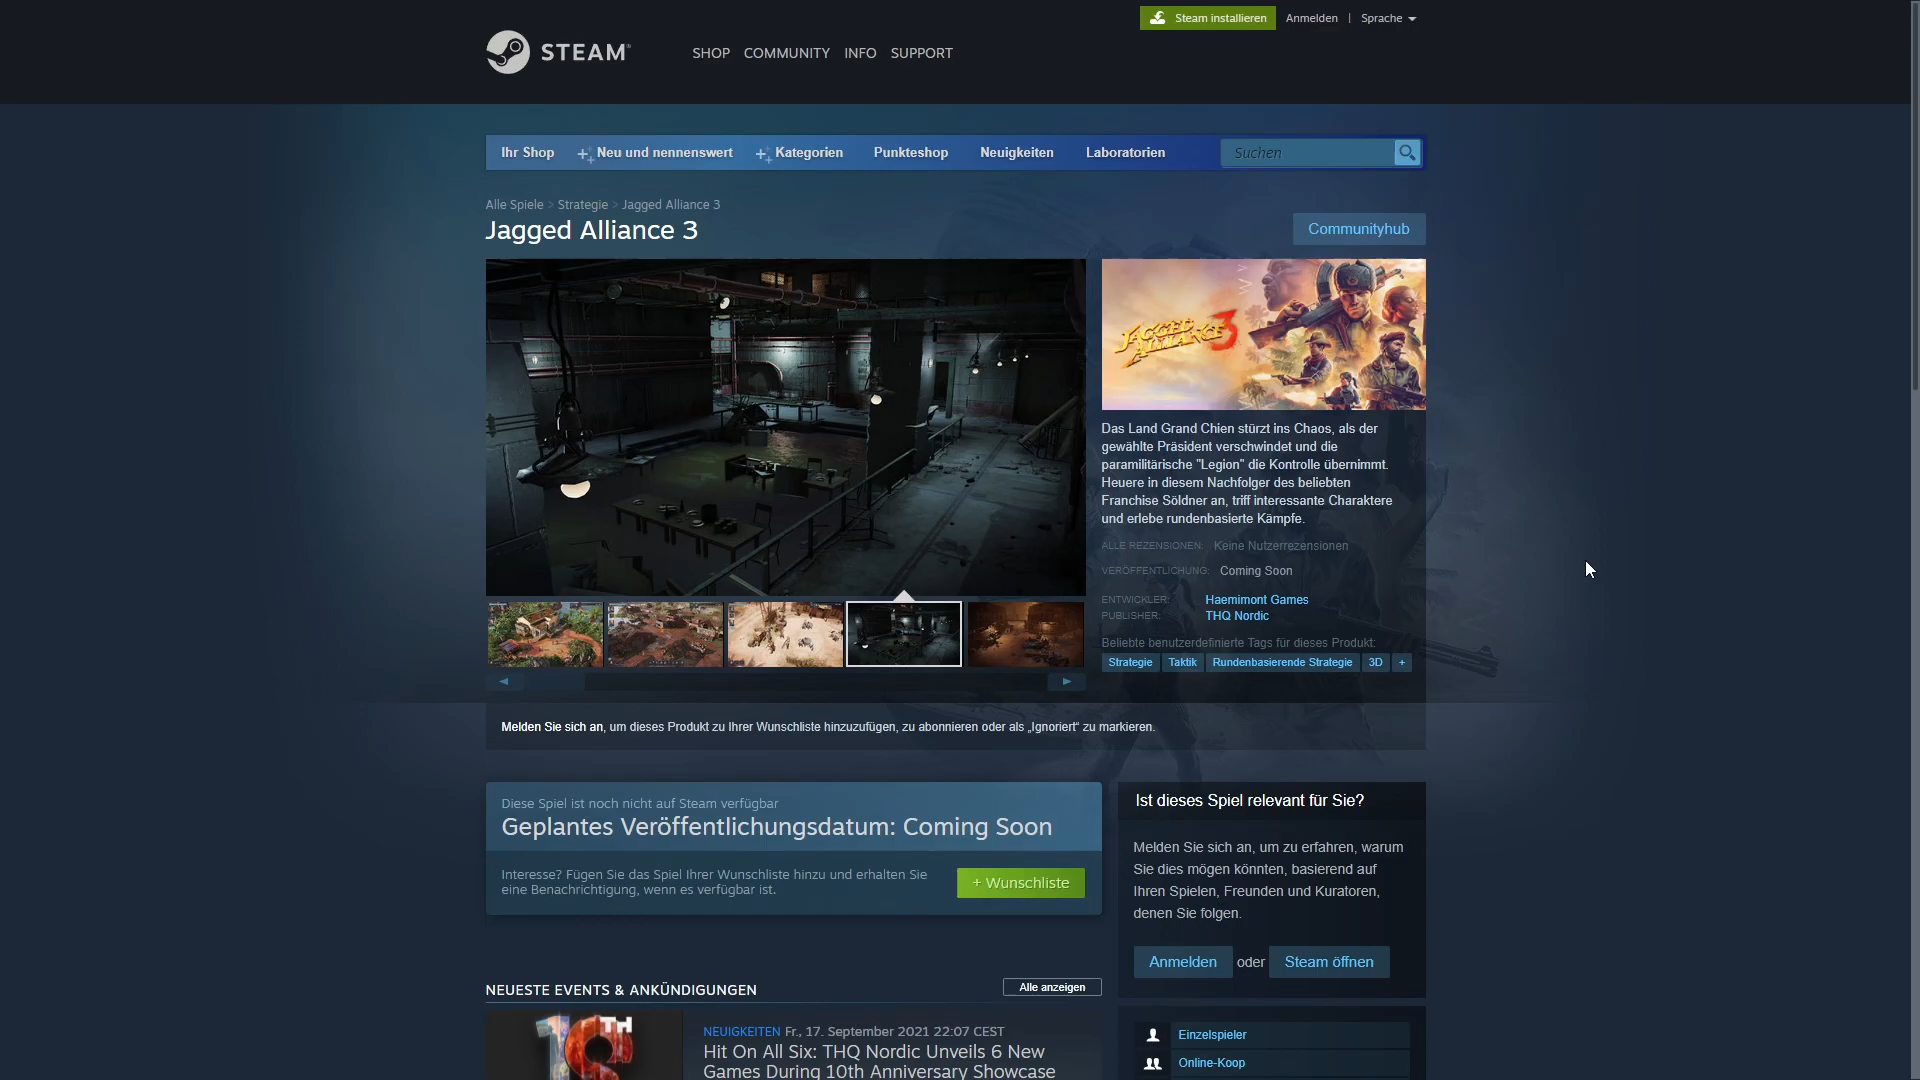 Steam installieren
Anmelden | Sprache
STEAM®
SHOP COMMUNITY INFO SUPPORT
Ihr Shop Neu und nennenswert Kategorien Punkteshop Neuigkeiten Laboratorien Suchen
Alle Spiele > Strategie > Jagged Alliance 3
Jagged Alliance 3
Communityhub
JAGGED
ALLIANCE 3
Das Land Grand Chien stürzt ins Chaos, als der
gewählte Präsident verschwindet und die
paramilitärische "Legion" die Kontrolle übernimmt.
Heuere in diesem Nachfolger des beliebten
Franchise Söldner an, triff interessante Charaktere
und erlebe rundenbasierte Kämpfe.
ALLE REZENSIONEN: Keine Nutzerrezensionen
VERÖFFENTLICHUNG: Coming Soon
ENTWICKLER: Haemimont Games
PUBLISHER: THQ Nordic
Beliebte benutzerdefinierte Tags für dieses Produkt:
Strategie Taktik Rundenbasierende Strategie 3D +
Melden Sie sich an, um dieses Produkt zu Ihrer Wunschliste hinzuzufügen, zu abonnieren oder als „Ignoriert“ zu markieren.
Diese Spiel ist noch nicht auf Steam verfügbar
Geplantes Veröffentlichungsdatum: Coming Soon
Interesse? Fügen Sie das Spiel Ihrer Wunschliste hinzu und erhalten Sie
eine Benachrichtigung, wenn es verfügbar ist.
+ Wunschliste
Ist dieses Spiel relevant für Sie?
Melden Sie sich an, um zu erfahren, warum
Sie dies mögen könnten, basierend auf
Ihren Spielen, Freunden und Kuratoren,
denen Sie folgen.
Anmelden oder Steam öffnen
NEUESTE EVENTS & ANKÜNDIGUNGEN
Alle anzeigen
10TH
NEUIGKEITEN Fr., 17. September 2021 22:07 CEST
Hit On All Six: THQ Nordic Unveils 6 New
Games During 10th Anniversary Showcase
Einzelspieler
Online-Koop